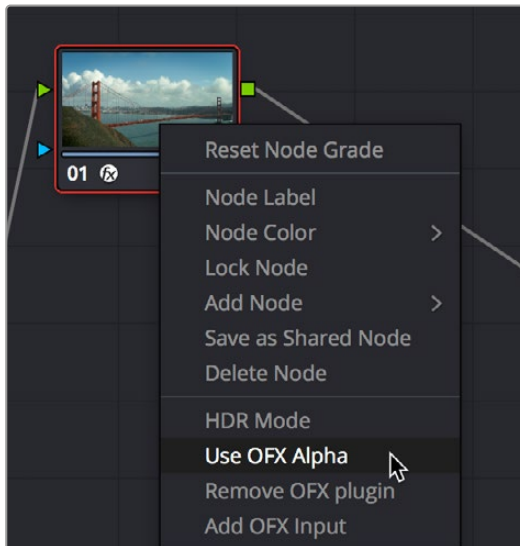 01 fx
Reset Node Grade
Node Label
Node Color
Lock Node
Add Node
Save as Shared Node
Delete Node
HDR Mode
Use OFX Alpha
Remove OFX plugin
Add OFX Input